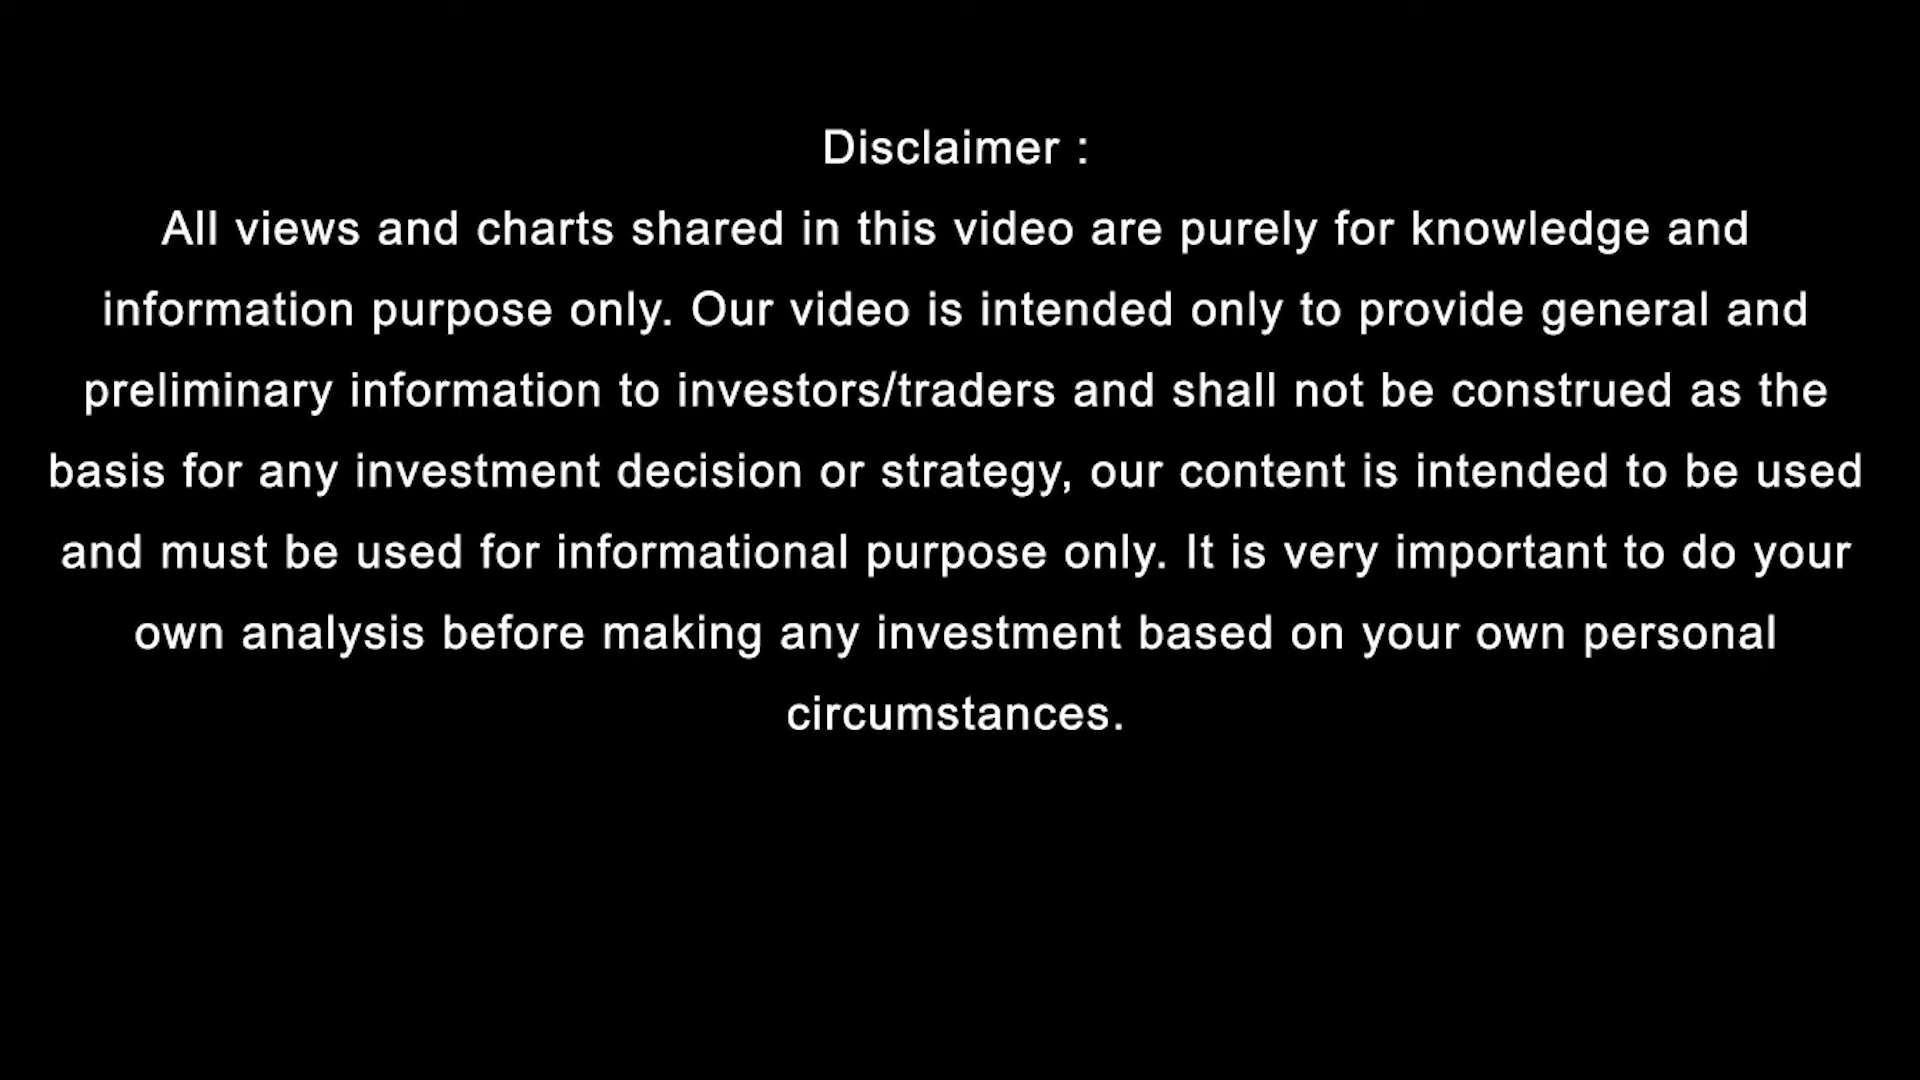 Disclaimer :
All views and charts shared in this video are purely for knowledge and
information purpose only. Our video is intended only to provide general and
preliminary information to investors/traders and shall not be construed as the
basis for any investment decision or strategy, our content is intended to be used
and must be used for informational purpose only. It is very important to do your
own analysis before making any investment based on your own personal
circumstances.